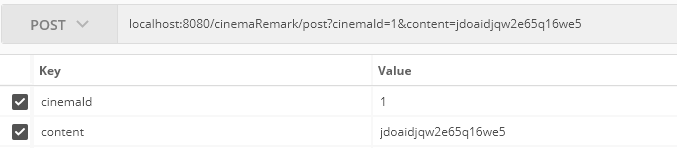 POST localhost:8080/cinemaRemark/post?cinemaId=1&content=jdoaidjqw2e65q16we5
Key Value
cinemaId 1
content jdoaidjqw2e65q16we5